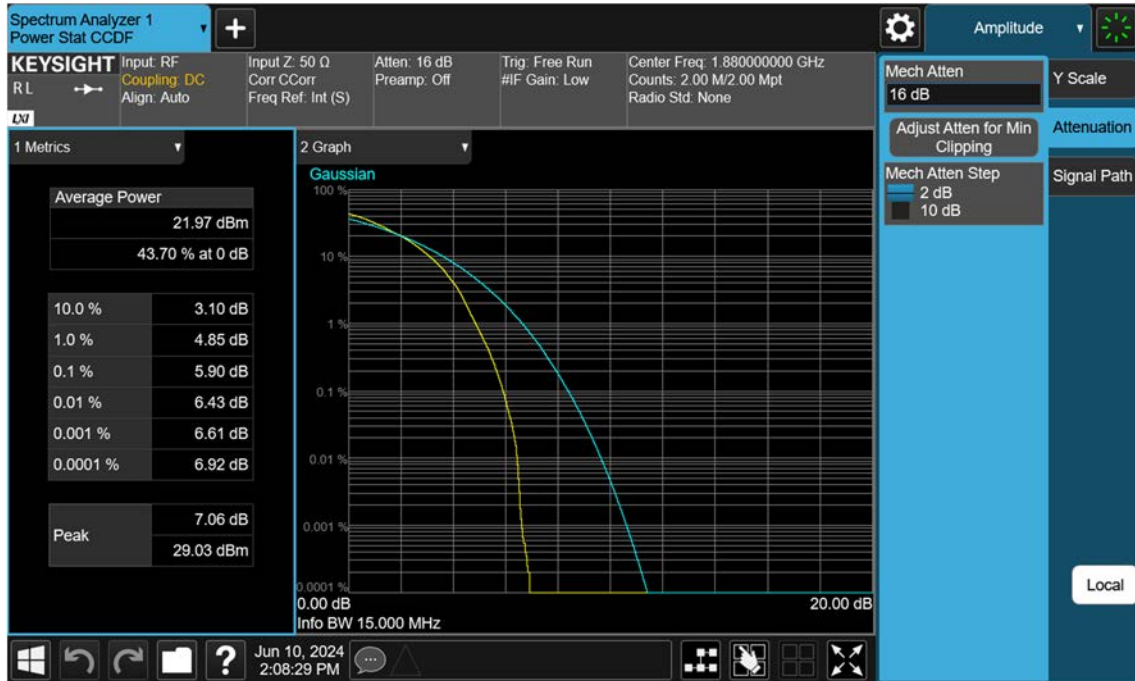 Spectrum Analyzer 1
Power Stat CCDF
Amplitude
KEYSIGHT
R L
LXI
Input: RF
Coupling: DC
Align: Auto
Input Z: 50 Ω
Corr CCorr
Freq Ref: Int (S)
Atten: 16 dB
Preamp: Off
Trig: Free Run
#IF Gain: Low
Center Freq: 1.880000000 GHz
Counts: 2.00 M/2.00 Mpt
Radio Std: None
1 Metrics
Average Power
21.97 dBm
43.70 % at 0 dB
10.0 % 3.10 dB
1.0 % 4.85 dB
0.1 % 5.90 dB
0.01 % 6.43 dB
0.001 % 6.61 dB
0.0001 % 6.92 dB
Peak
7.06 dB
29.03 dBm
2 Graph
Gaussian
100 %
10 %
1 %
0.1 %
0.01 %
0.001 %
0.0001 %
0.00 dB 20.00 dB
Info BW 15.000 MHz
Mech Atten
16 dB
Adjust Atten for Min
Clipping
Mech Atten Step
2 dB
10 dB
Y Scale
Attenuation
Signal Path
Local
?
Jun 10, 2024
2:08:29 PM